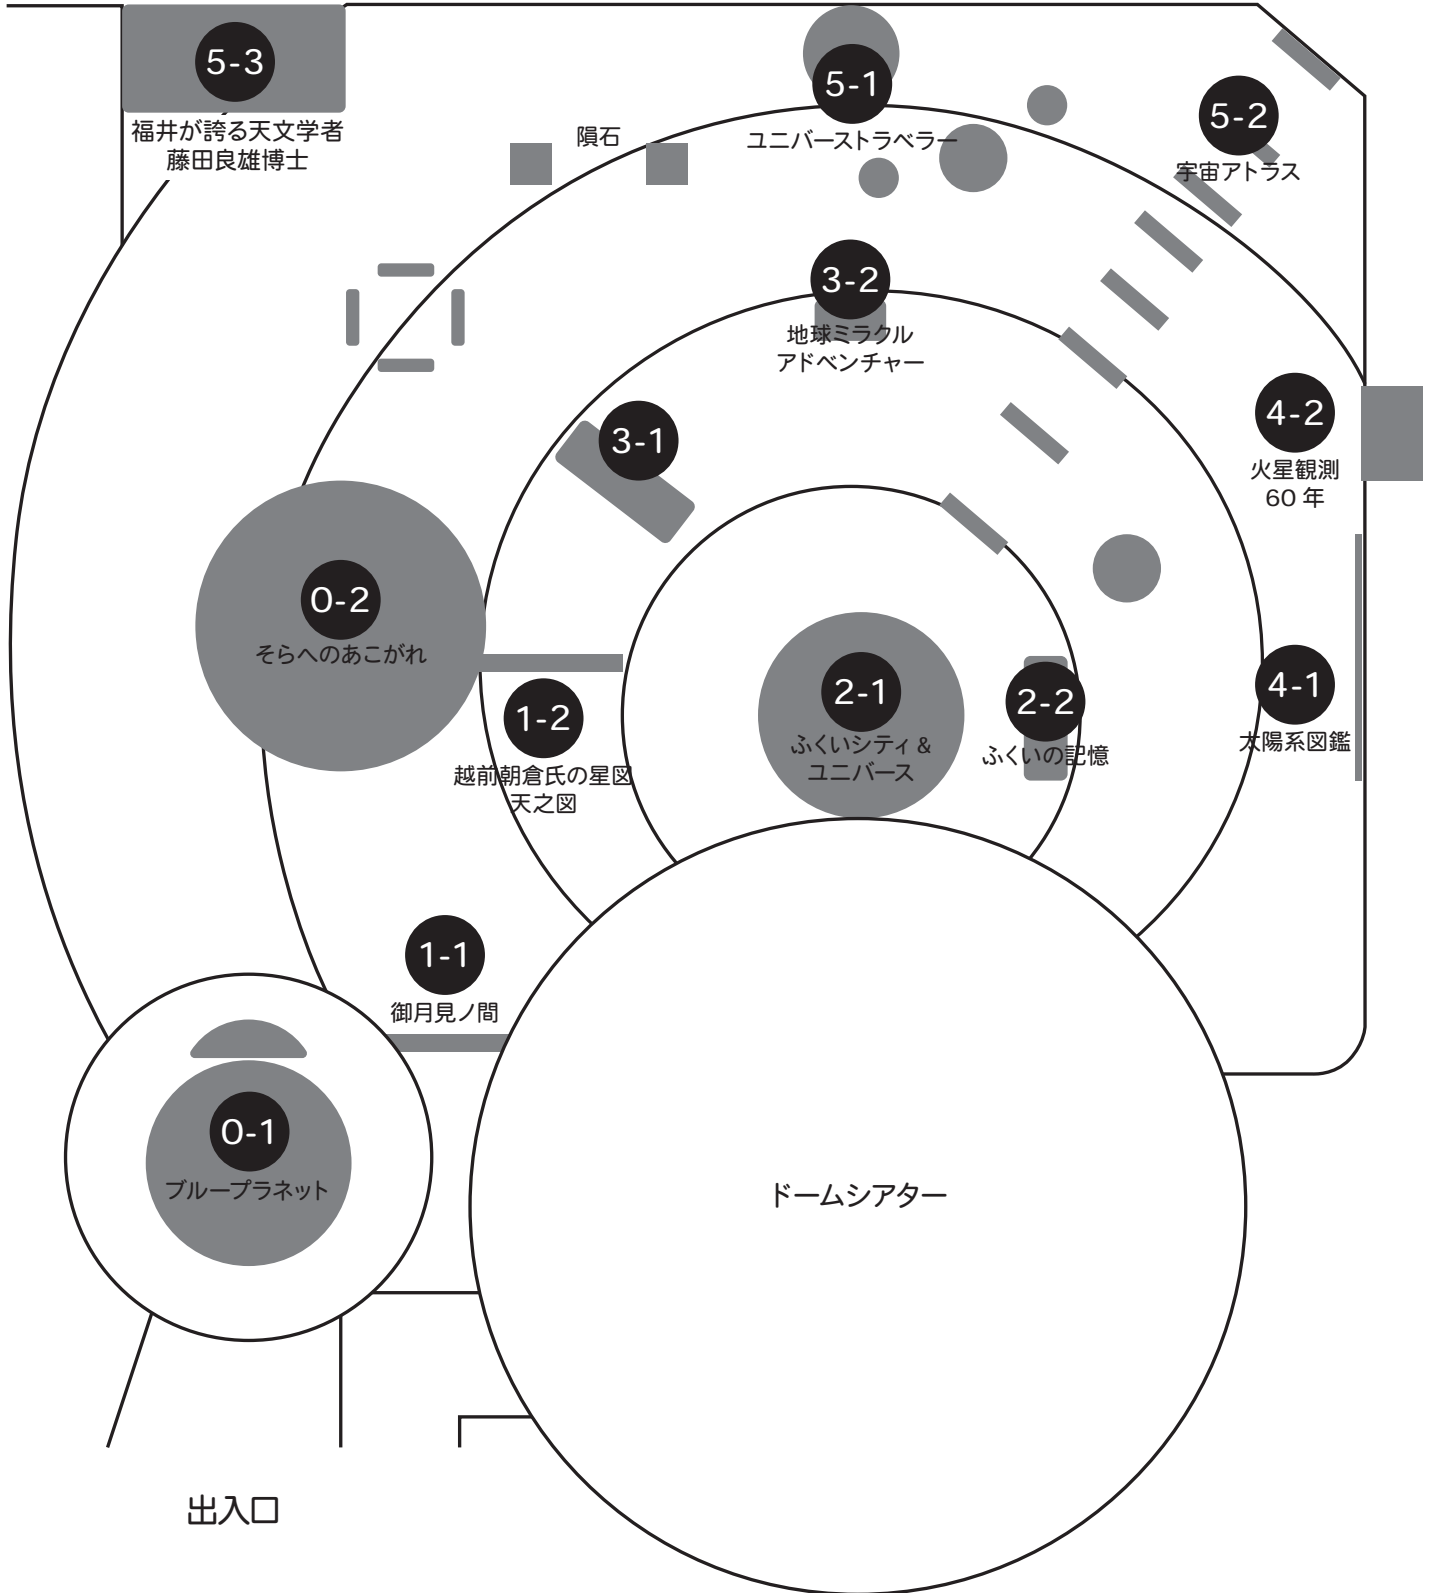 5-3
福井が誇る天文学者
藤田良雄博士
隕石
5-1
ユニバーストラベラー
5-2
宇宙アトラス
3-2
地球ミラクル
アドベンチャー
3-1
4-2
火星観測
60 年
0-2
そらへのあこがれ
1-2
越前朝倉氏の星図
天之図
2-1
ふくいシティ &
ユニバース
2-2
ふくいの記憶
4-1
太陽系図鑑
1-1
御月見ノ間
0-1
ブループラネット
ドームシアター
出入口